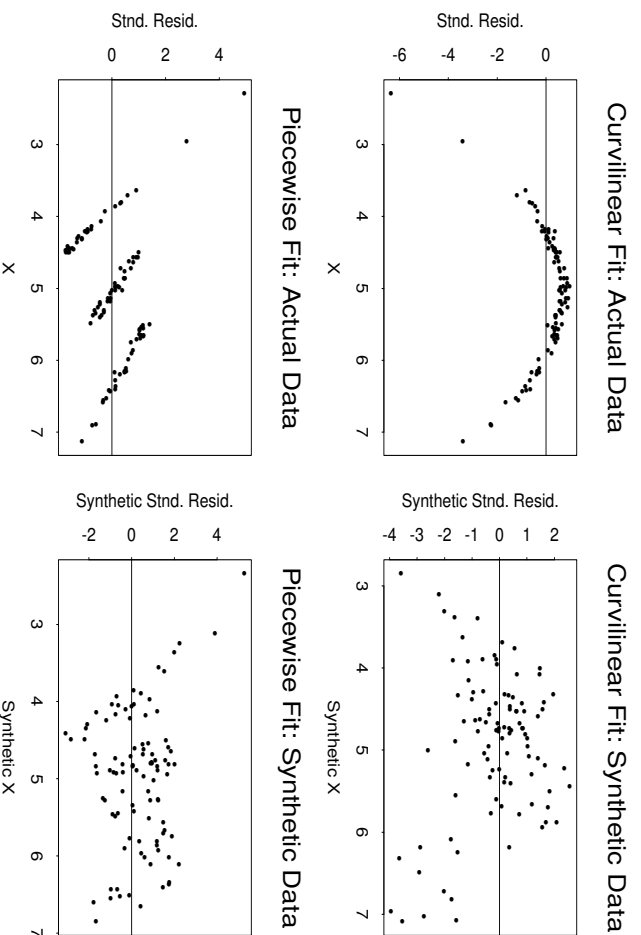 Curvilinear Fit: Actual Data
Stnd. Resid.
-6 -4 -2 0
3 4 5 6 7
X
Curvilinear Fit: Synthetic Data
Synthetic Stnd. Resid.
-4 -3 -2 -1 0 1 2
3 4 5 6 7
Synthetic X
Piecewise Fit: Actual Data
Stnd. Resid.
0 2 4
3 4 5 6 7
X
Piecewise Fit: Synthetic Data
Synthetic Stnd. Resid.
-2 0 2 4
3 4 5 6 7
Synthetic X